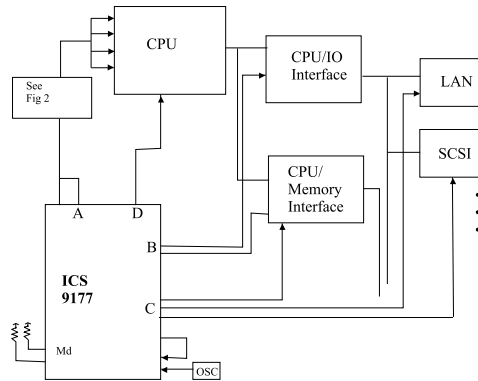 CPU
CPU/IO
Interface
LAN
See
Fig 2
SCSI
CPU/
Memory
Interface
A
D
B
ICS
9177
C
Md
OSC